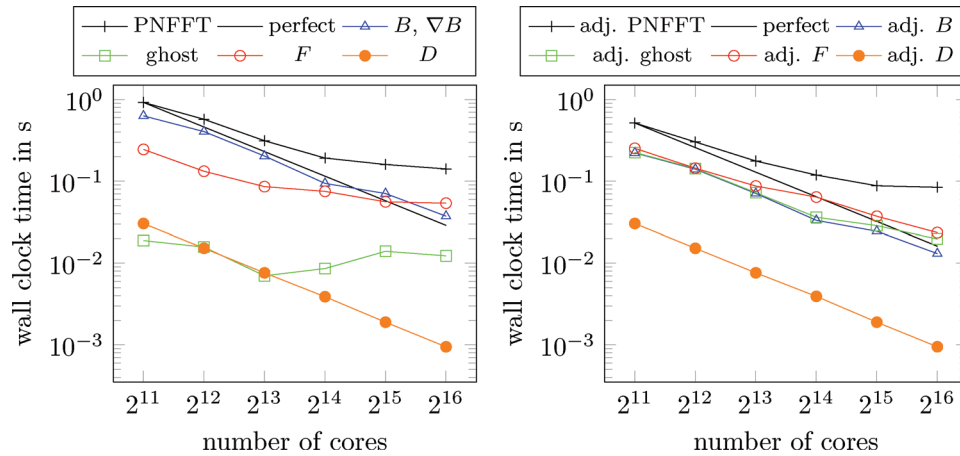 PNFFT perfect B, ∇B
ghost F D
10^0
10^−1
10^−2
10^−3
wall clock time in s
2^11 2^12 2^13 2^14 2^15 2^16
number of cores
adj. PNFFT perfect adj. B
adj. ghost adj. F adj. D
10^0
10^−1
10^−2
10^−3
wall clock time in s
2^11 2^12 2^13 2^14 2^15 2^16
number of cores